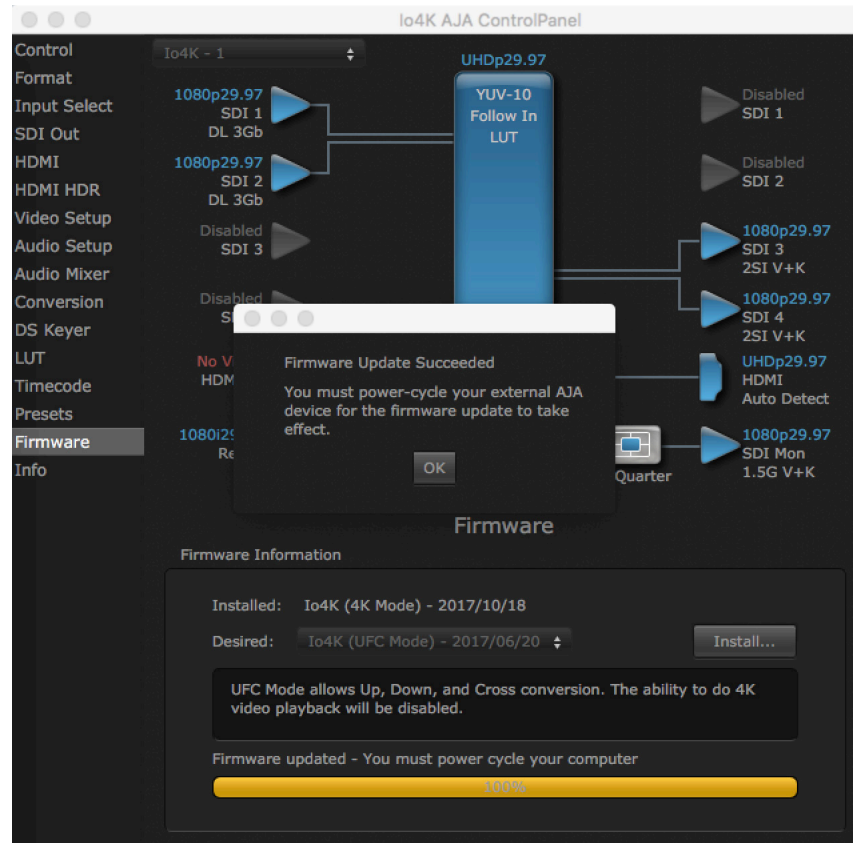 Io4K AJA ControlPanel
Control
Format
Input Select
SDI Out
HDMI
HDMI HDR
Video Setup
Audio Setup
Audio Mixer
Conversion
DS Keyer
LUT
Timecode
Presets
Firmware
Info
Io4K - 1
UHDp29.97
YUV-10
Follow In
LUT
1080p29.97
SDI 1
DL 3Gb
1080p29.97
SDI 2
DL 3Gb
Disabled
SDI 3
Disabled
No
HDM
1080i29
Disabled
SDI 1
Disabled
SDI 2
1080p29.97
SDI 3
2SI V+K
1080p29.97
SDI 4
2SI V+K
UHDp29.97
HDMI
Auto Detect
1080p29.97
SDI Mon
1.5G V+K
Quarter
Firmware Update Succeeded
You must power-cycle your external AJA
device for the firmware update to take
effect.
OK
Firmware
Firmware Information
Installed: Io4K (4K Mode) - 2017/10/18
Desired: Io4K (UFC Mode) - 2017/06/20
Install...
UFC Mode allows Up, Down, and Cross conversion. The ability to do 4K
video playback will be disabled.
Firmware updated - You must power cycle your computer
100%